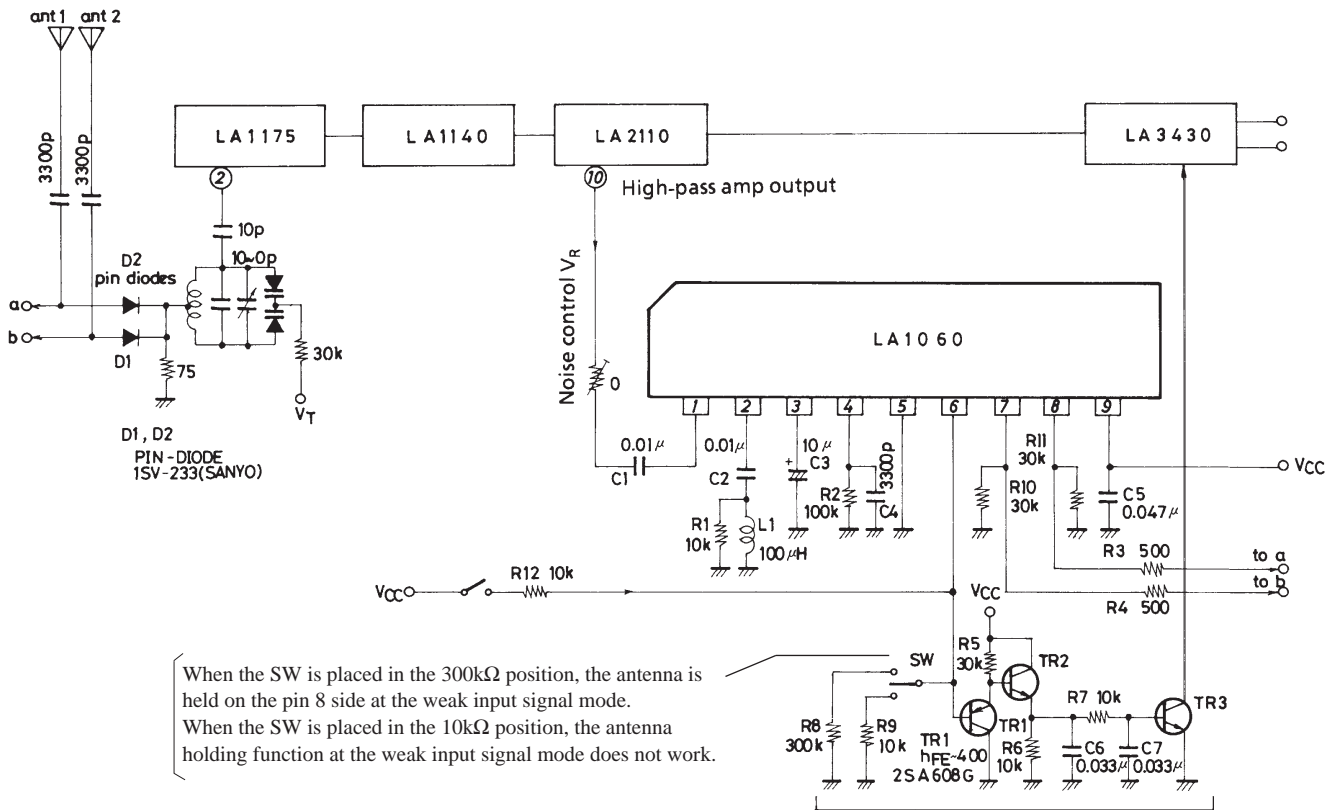 ant 1 ant 2
3300p
3300p
LA1175
LA1140
LA2110
LA3430
2
10
High-pass amp output
10p
10~0p
D2
pin diodes
a
b
D1
75
30k
VT
D1, D2
PIN-DIODE
1SV-233(SANYO)
Noise control VR
0
LA1060
1 2 3 4 5 6 7 8 9
0.01μ
C1
0.01μ
C2
10μ
+
C3
R2
100k
3300p
C4
R1
10k
L1
100μH
R10
30k
R11
30k
C5
0.047μ
VCC
R3 500
to a
to b
R4 500
VCC
R12 10k
VCC
R5
30k
TR2
SW
TR1
R7 10k
TR3
R8
300k
R9
10k
TR1
hFE~400
2SA608G
R6
10k
C6
0.033μ
C7
0.033μ
When the SW is placed in the 300kΩ position, the antenna is
held on the pin 8 side at the weak input signal mode.
When the SW is placed in the 10kΩ position, the antenna
holding function at the weak input signal mode does not work.